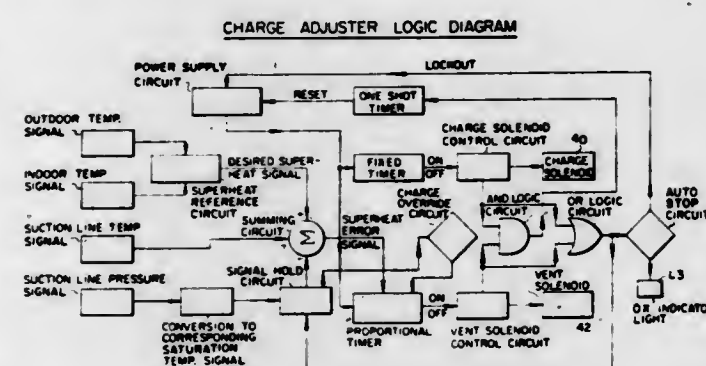 CHARGE ADJUSTER LOGIC DIAGRAM
POWER SUPPLY
CIRCUIT
LOCKOUT
RESET
ONE SHOT
TIMER
OUTDOOR TEMP.
SIGNAL
INDOOR TEMP
SIGNAL
DESIRED SUPER-
HEAT SIGNAL
SUPERHEAT
REFERENCE
CIRCUIT
FIXED
TIMER
ON
OFF
CHARGE SOLENOID
CONTROL CIRCUIT
40
CHARGE
SOLENOID
CHARGE
OVERRIDE
CIRCUIT
AND LOGIC
CIRCUIT
OR LOGIC
CIRCUIT
AUTO
STOP
CIRCUIT
SUCTION LINE TEMP
SIGNAL
SUMMING
CIRCUIT
Σ
SUPERHEAT
ERROR
SIGNAL
SUCTION LINE PRESSURE
SIGNAL
SIGNAL HOLD
CIRCUIT
CONVERSION TO
CORRESPONDING
SATURATION
TEMP. SIGNAL
PROPORTIONAL
TIMER
ON
OFF
VENT SOLENOID
CONTROL CIRCUIT
VENT
SOLENOID
42
L3
INDICATO
LIGHT